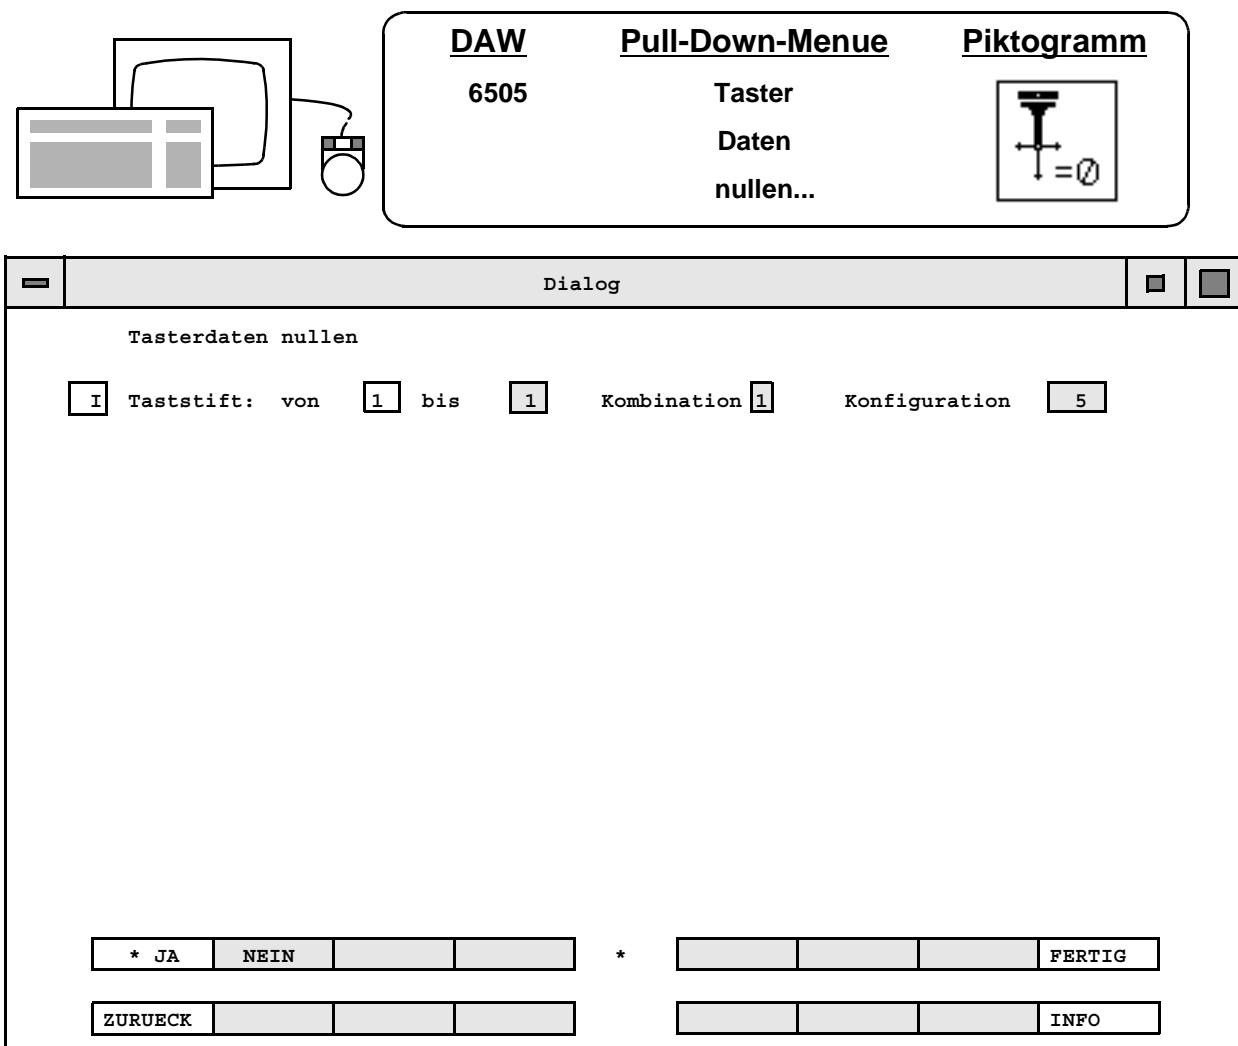 DAW Pull-Down-Menue Piktogramm
6505 Taster
Daten
nullen...
=0
Dialog
Tasterdaten nullen
I Taststift: von 1 bis 1 Kombination 1 Konfiguration 5
* JA NEIN * FERTIG
ZURUECK INFO